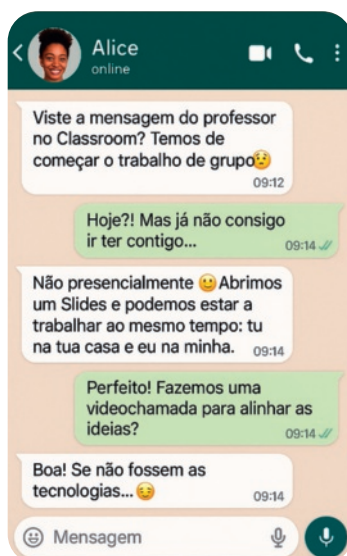 Alice
online
Viste a mensagem do professor
no Classroom? Temos de
começar o trabalho de grupo😟
09:12
Hoje?! Mas já não consigo
ir ter contigo...
09:14
Não presencialmente 🙂Abrimos
um Slides e podemos estar a
trabalhar ao mesmo tempo: tu
na tua casa e eu na minha.
09:14
Perfeito! Fazemos uma
videochamada para alinhar as
ideias?
09:14
Boa! Se não fossem as
tecnologias...😌
09:14
Mensagem